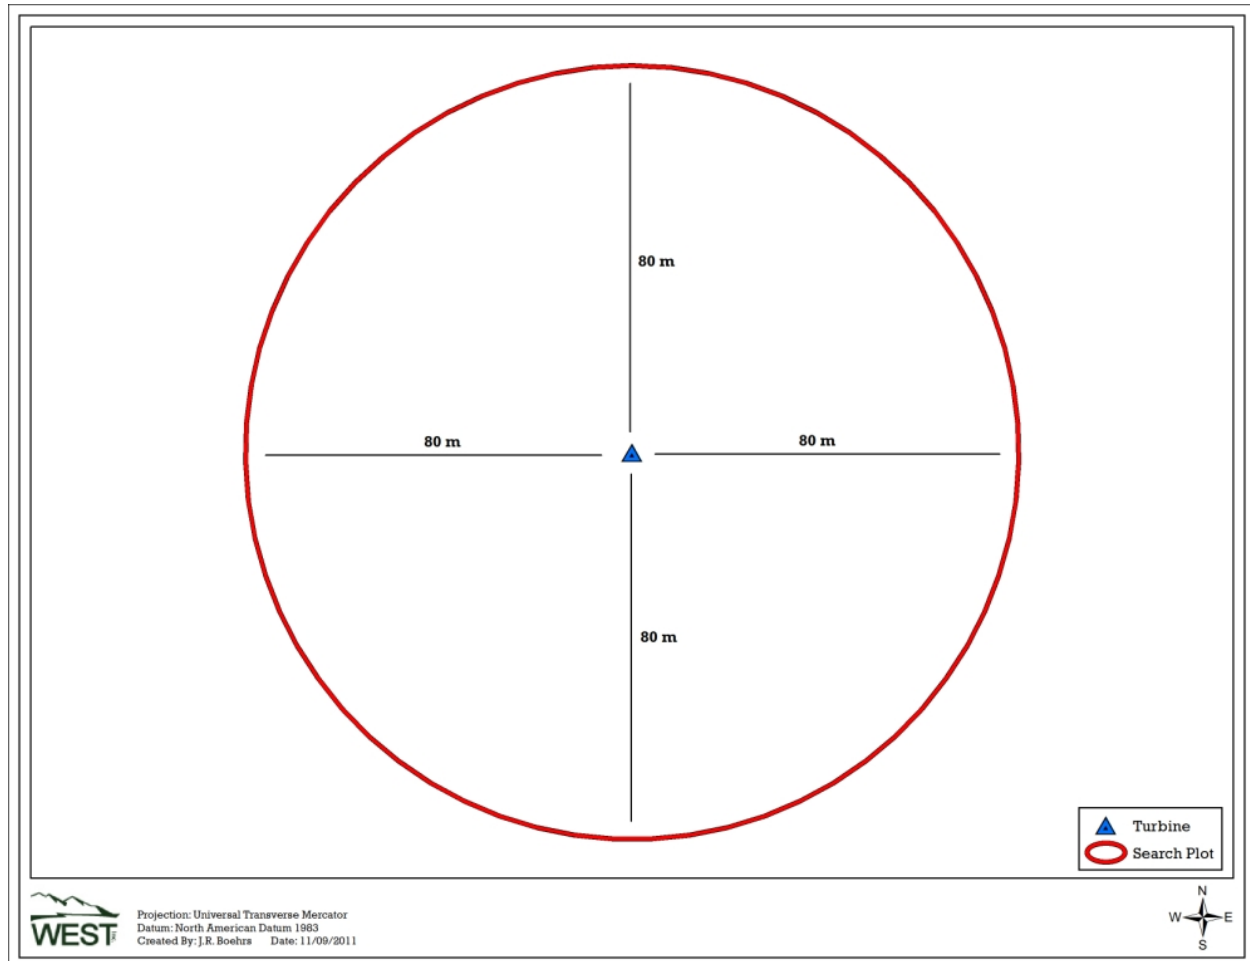 80 m
80 m
80 m
80 m
Turbine
Search Plot
WEST INC
Projection: Universal Transverse Mercator
Datum: North American Datum 1983
Created By: J.R. Boehrs Date: 11/09/2011
N
W E
S